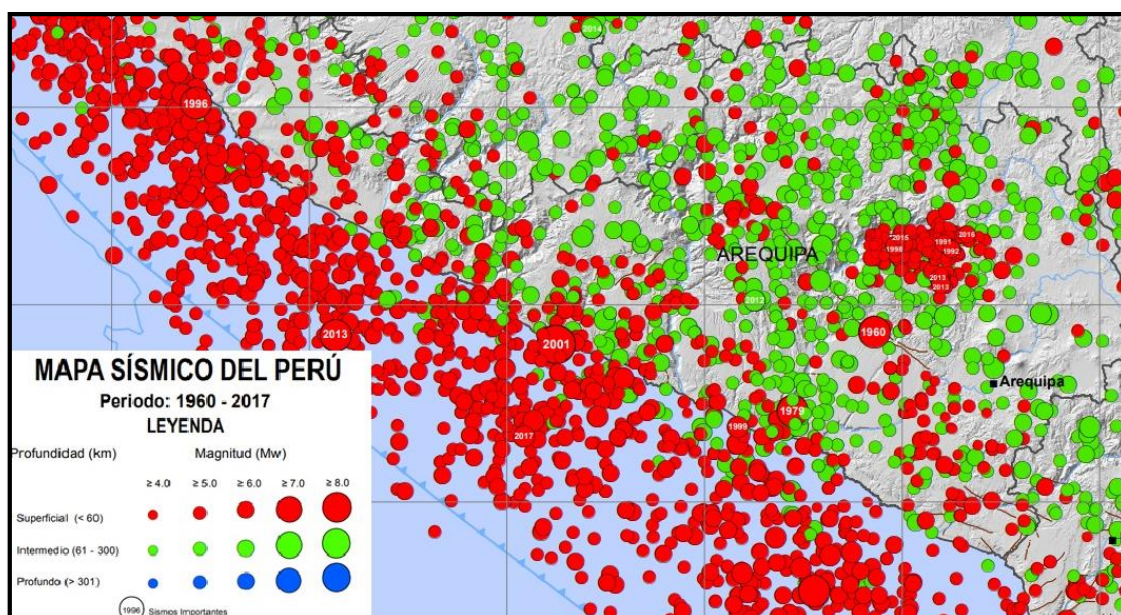 2014
1996
2015
1998
1991
2016
1992
AREQUIPA
2013
2013
2012
2013
2001
1960
Arequipa
1979
1999
2017
MAPA SÍSMICO DEL PERÚ
Periodo: 1960 - 2017
LEYENDA
Profundidad (km) Magnitud (Mw)
≥ 4.0 ≥ 5.0 ≥ 6.0 ≥ 7.0 ≥ 8.0
Superficial (< 60)
Intermedio (61 - 300)
Profundo (> 301)
1996 Sismos Importantes